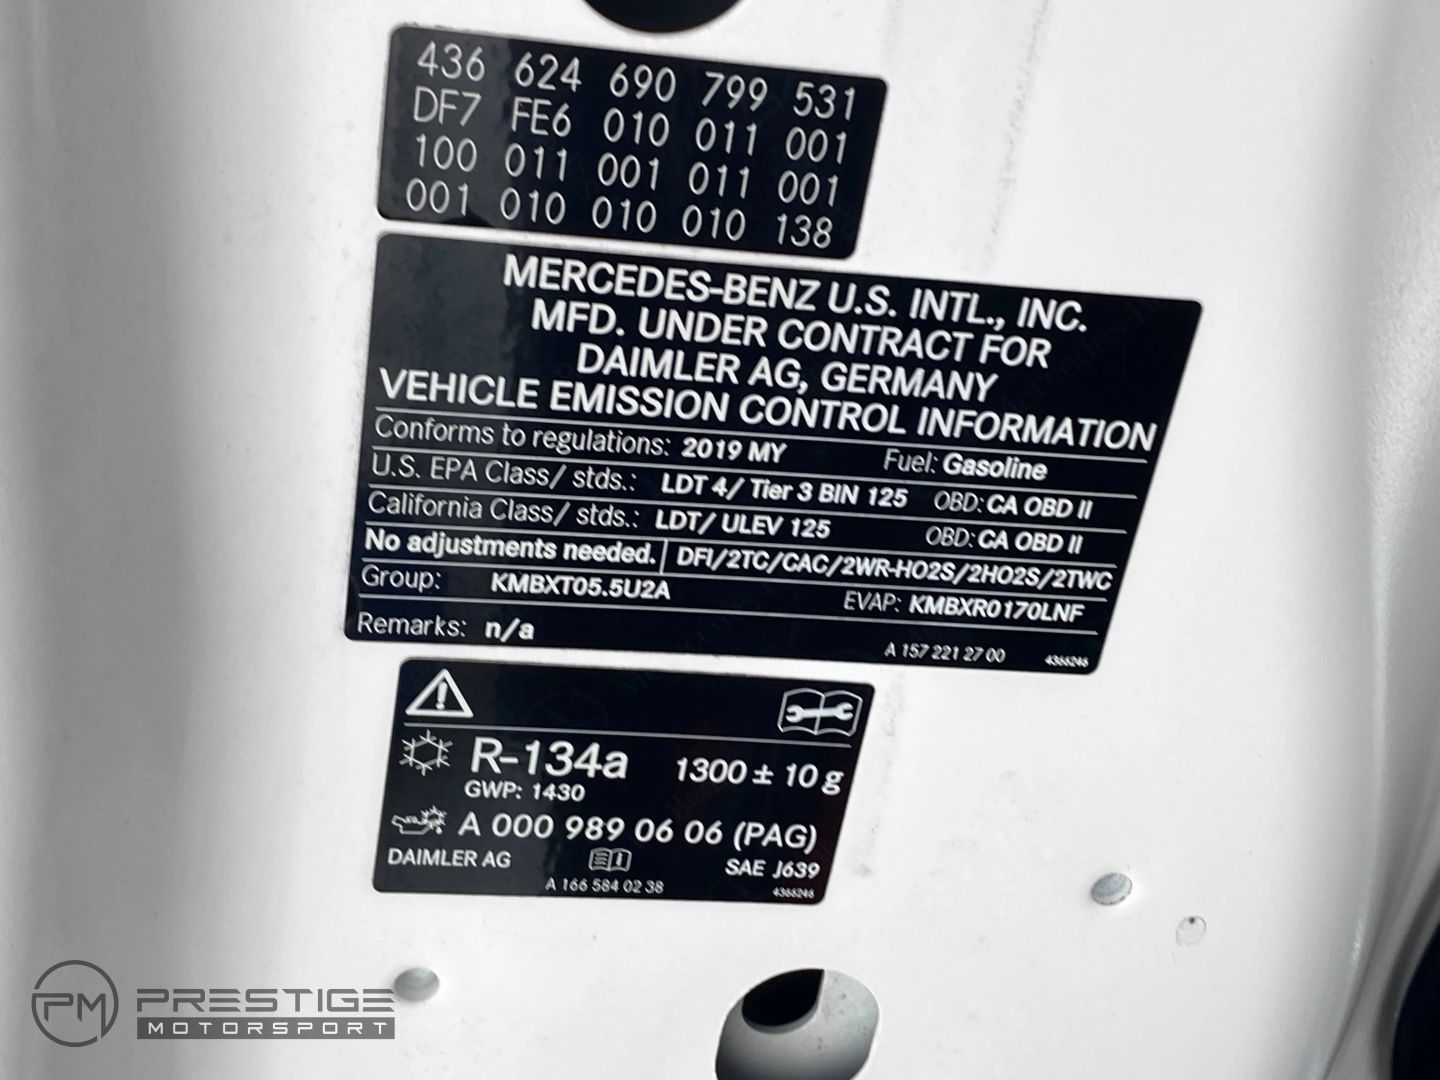 436 624 690 799 531
DF7 FE6 010 011 001
100 011 001 011 001
001 010 010 010 138
MERCEDES-BENZ U.S. INTL., INC.
MFD. UNDER CONTRACT FOR
DAIMLER AG, GERMANY
VEHICLE EMISSION CONTROL INFORMATION
Conforms to regulations: 2019 MY Fuel: Gasoline
U.S. EPA Class/ stds.: LDT 4/ Tier 3 BIN 125 OBD: CA OBD II
California Class/ stds.: LDT/ ULEV 125 OBD: CA OBD II
No adjustments needed. DFI/2TC/CAC/2WR-HO2S/2HO2S/2TWC
Group: KMBXT05.5U2A EVAP: KMBXR0170LNF
Remarks: n/a
A 157 221 27 00 4366246
R-134a 1300 ± 10 g
GWP: 1430
A 000 989 06 06 (PAG)
DAIMLER AG SAE J639
A 166 584 02 38 4366246
PM PRESTIGE
MOTORSPORT